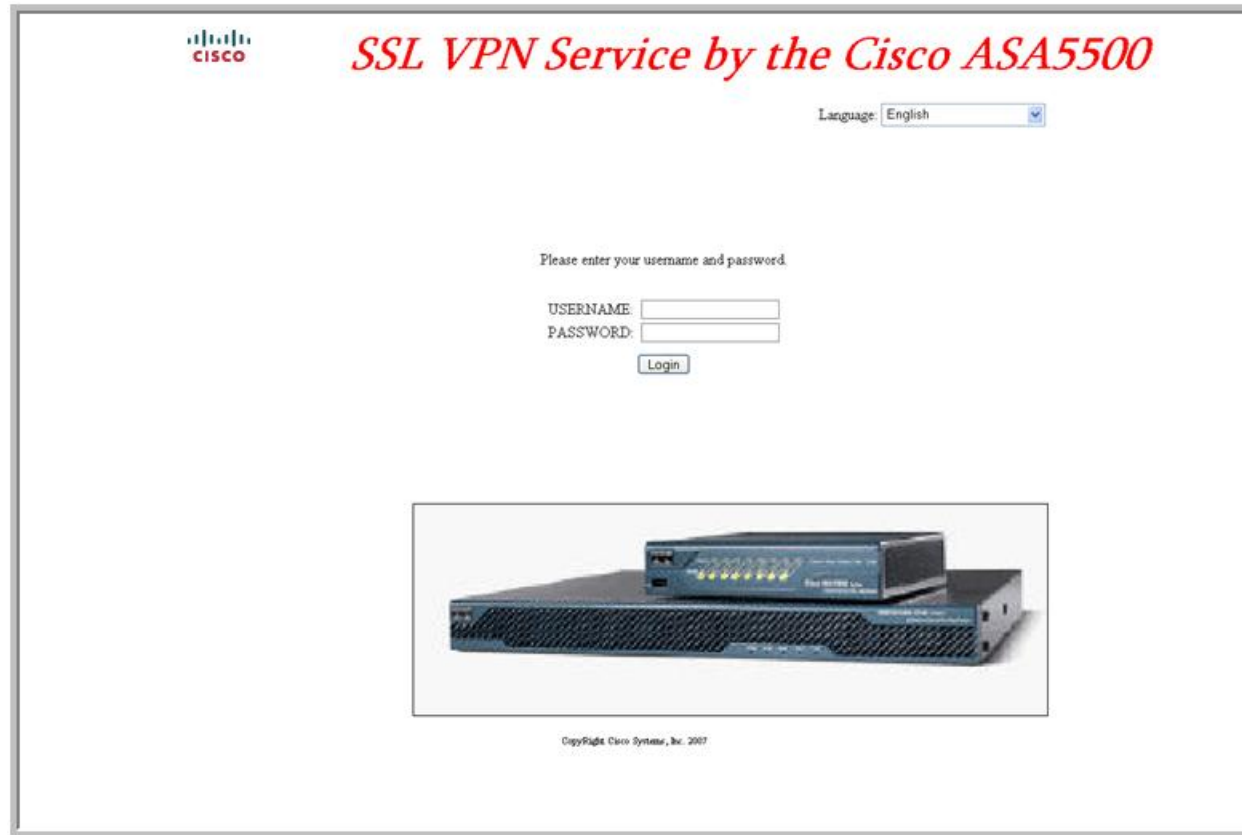 CISCO
SSL VPN Service by the Cisco ASA5500
Language: English
Please enter your username and password.
USERNAME:
PASSWORD:
Login
CopyRight Cisco Systems, Inc. 2007